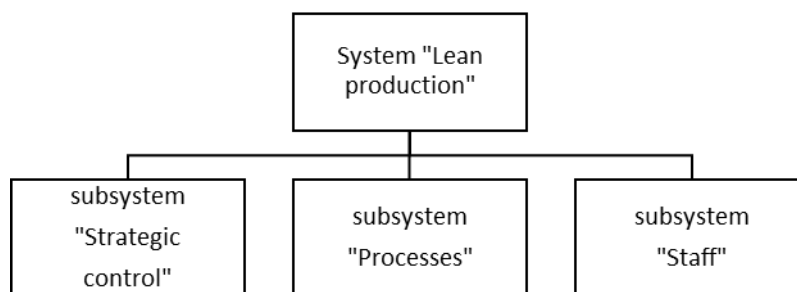 System "Lean
production"
subsystem
"Strategic
control"
subsystem
"Processes"
subsystem
"Staff"